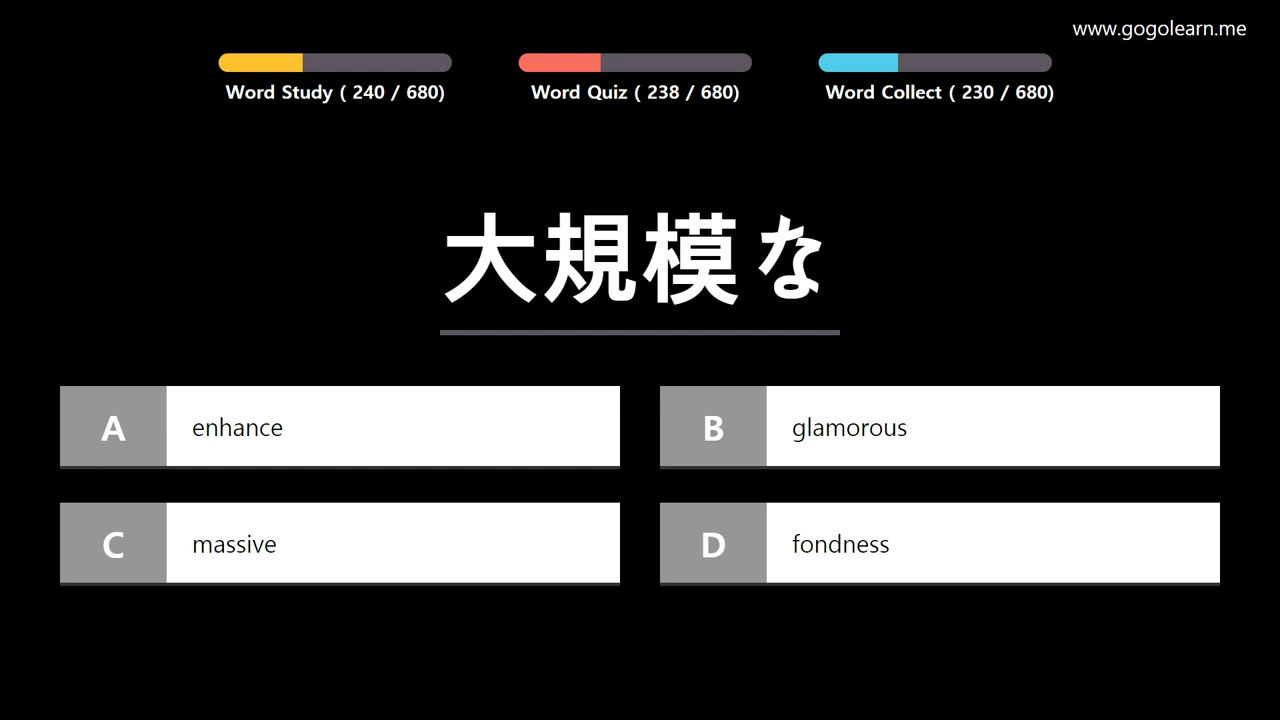 www.gogolearn.me
Word Study ( 240 / 680)
Word Quiz ( 238 / 680)
Word Collect ( 230 / 680)
大規模な
A
enhance
B
glamorous
C
massive
D
fondness